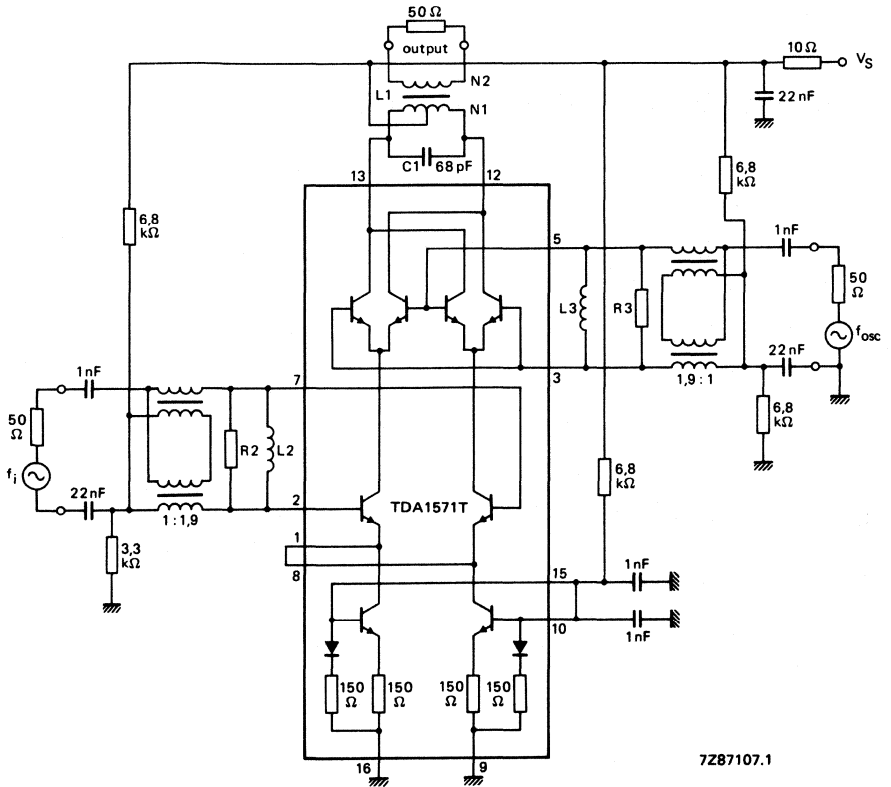 50 Ω
output
10 Ω
V_S
N2
L1
N1
22 nF
C1
68 pF
13
12
6,8
kΩ
6,8
kΩ
5
1 nF
50
Ω
L3
R3
f_osc
1 nF
7
3
22 nF
1,9 : 1
50
Ω
R2
L2
6,8
kΩ
6,8
kΩ
f_i
22 nF
2
TDA1571T
1 : 1,9
1
3,3
kΩ
8
15
1 nF
10
1 nF
150
Ω
150
Ω
150
Ω
150
Ω
16
9
7Z87107.1